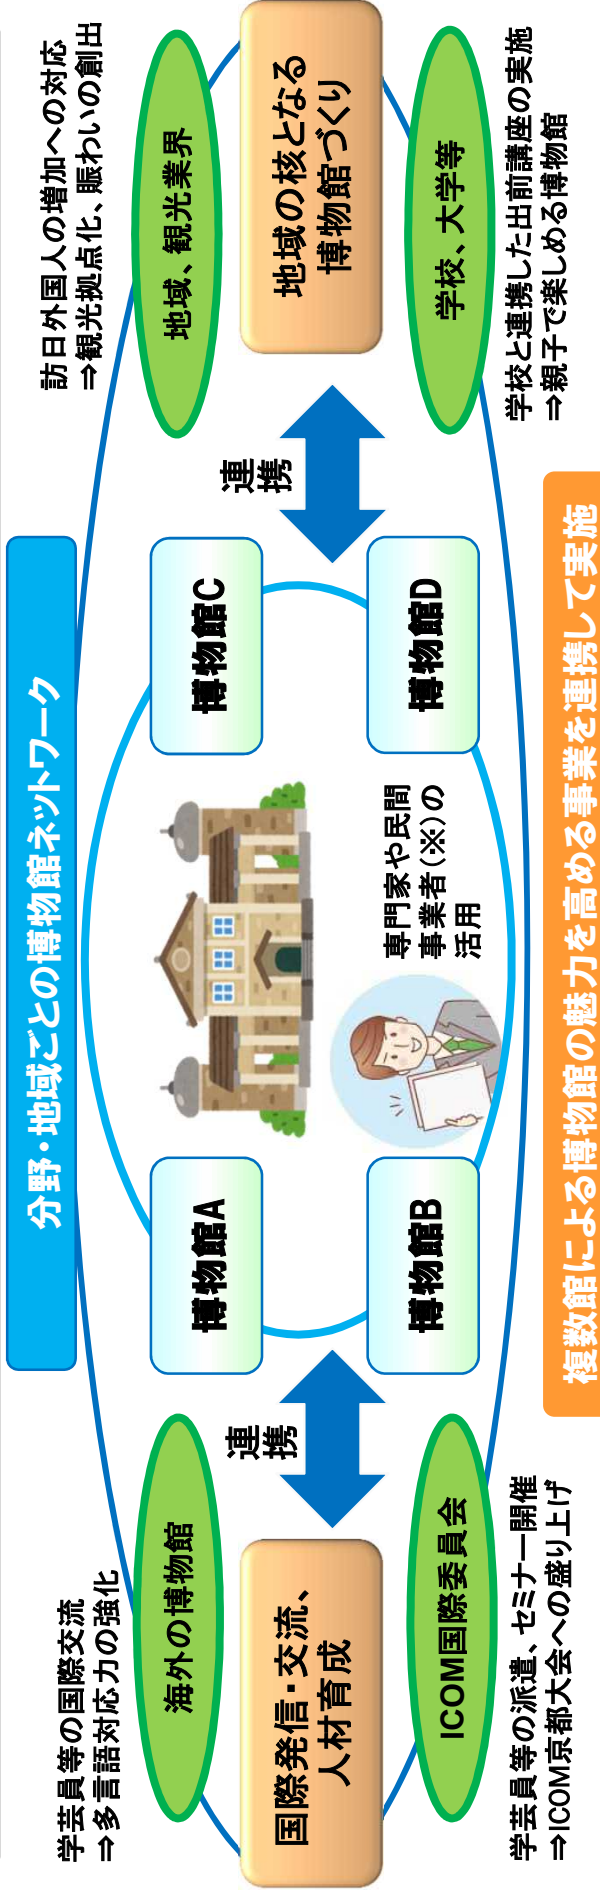 分野・地域ごとの博物館ネットワーク
学芸員等の国際交流
⇒多言語対応力の強化
海外の博物館
国際発信・交流、
人材育成
ICOM国際委員会
学芸員等の派遣、セミナー開催
⇒ICOM京都大会への盛り上げ
連携
博物館A
博物館B
専門家や民間
事業者(※)の
活用
博物館C
博物館D
連携
訪日外国人の増加への対応
⇒観光拠点化、賑わいの創出
地域、観光業界
地域の核となる
博物館づくり
学校、大学等
学校と連携した出前講座の実施
⇒親子で楽しめる博物館
複数館による博物館の魅力を高める事業を連携して実施